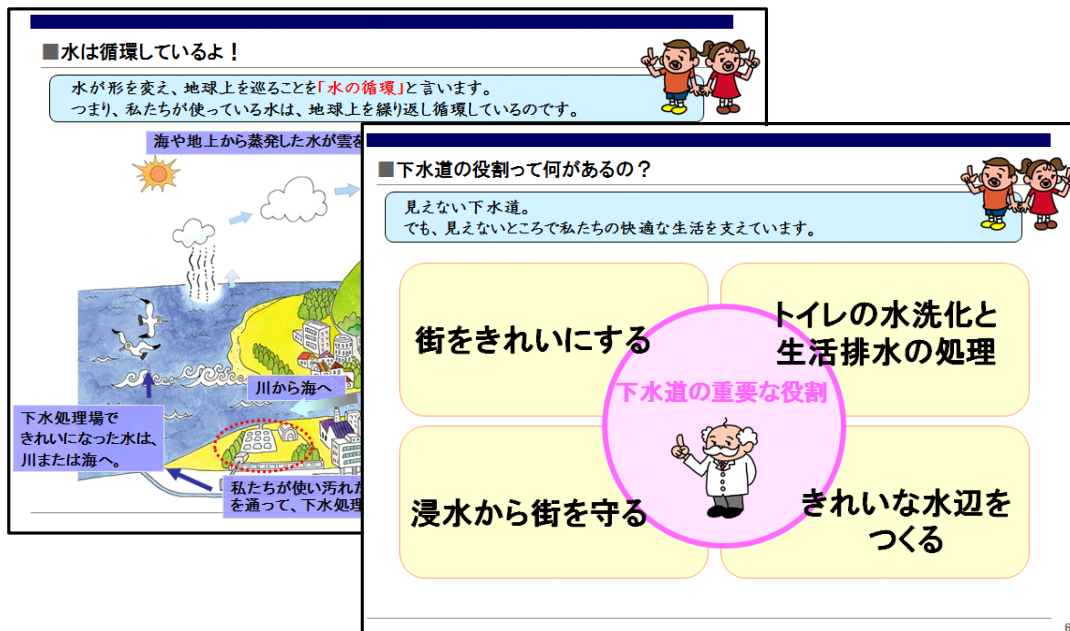 ■水は循環しているよ！
水が形を変え、地球上を巡ることを「水の循環」と言います。
つまり、私たちが使っている水は、地球上を繰り返し循環しているのです。
海や地上から蒸発した水が雲を
川から海へ
下水処理場で
きれいになった水は、
川または海へ。
私たちが使い汚れた
を通って、下水処理
■下水道の役割って何があるの？
見えない下水道。
でも、見えないところで私たちの快適な生活を支えています。
街をきれいにする
トイレの水洗化と
生活排水の処理
下水道の重要な役割
浸水から街を守る
きれいな水辺を
つくる
6